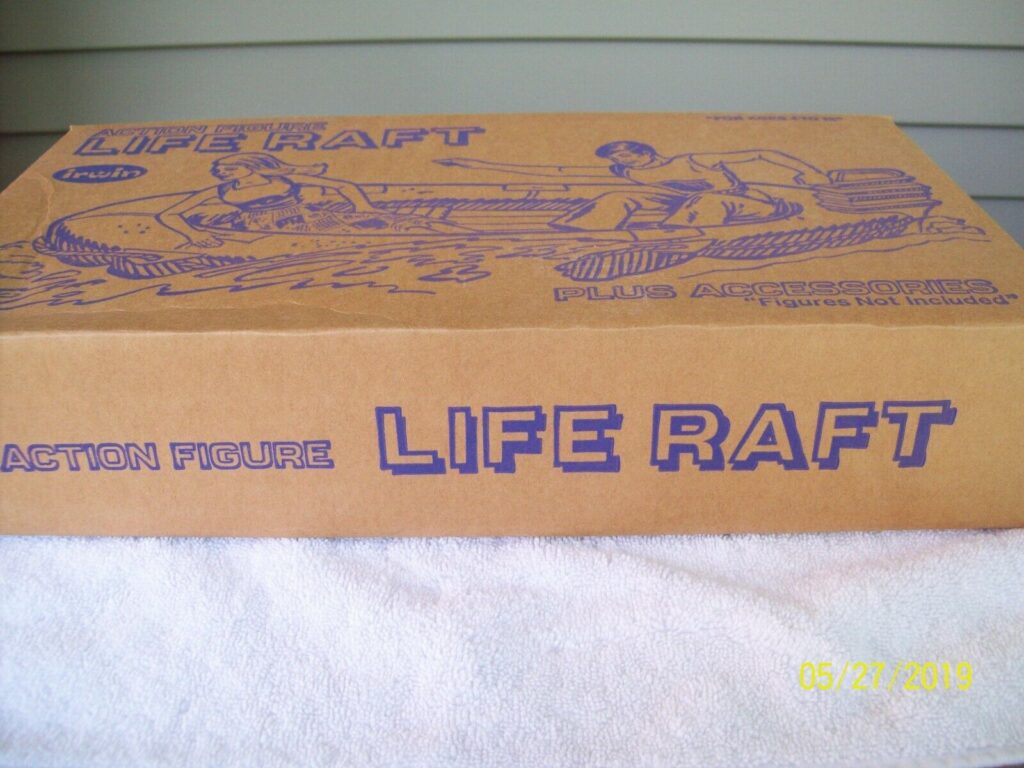 ACTION FIGURE
LIFE RAFT
irwin
PLUS ACCESSORIES
"Figures Not Included"
ACTION FIGURE LIFE RAFT
05/27/2019